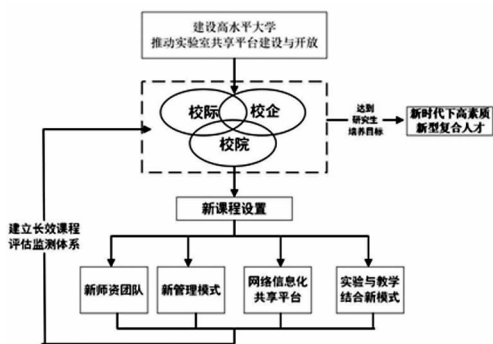 建设高水平大学
推动实验室共享平台建设与开放
校际
校企
校院
达到
研究生
培养目标
新时代下高素质
新型复合人才
新课程设置
建立长效课程
评估监测体系
新师资团队
新管理模式
网络信息化
共享平台
实验与教学
结合新模式